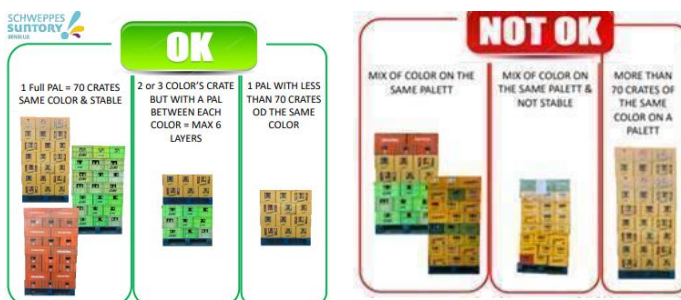 SCHWEPPES
SUNTORY
BENELUX
OK
1 Full PAL = 70 CRATES
SAME COLOR & STABLE
2 or 3 COLOR'S CRATE
BUT WITH A PAL
BETWEEN EACH
COLOR = MAX 6
LAYERS
1 PAL WITH LESS
THAN 70 CRATES
OD THE SAME
COLOR
NOT OK
MIX OF COLOR ON THE
SAME PALETT
MIX OF COLOR ON
THE SAME PALETT &
NOT STABLE
MORE THAN
70 CRATES OF
THE SAME
COLOR ON A
PALETT